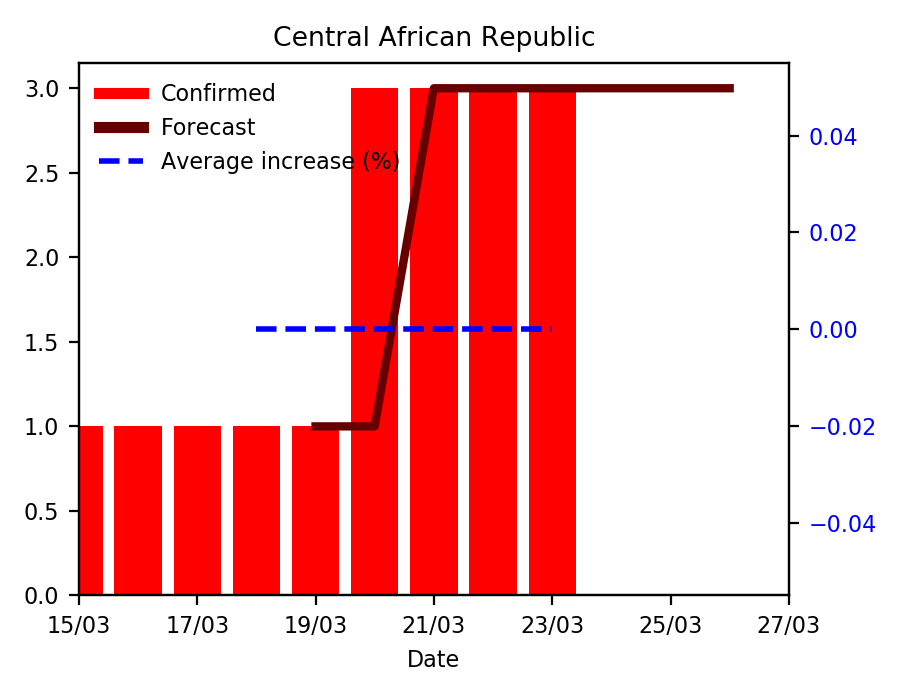 Central African Republic
Confirmed
Forecast
Average increase (%)
3.0
2.5
2.0
1.5
1.0
0.5
0.0
0.04
0.02
0.00
−0.02
−0.04
15/03 17/03 19/03 21/03 23/03 25/03 27/03
Date